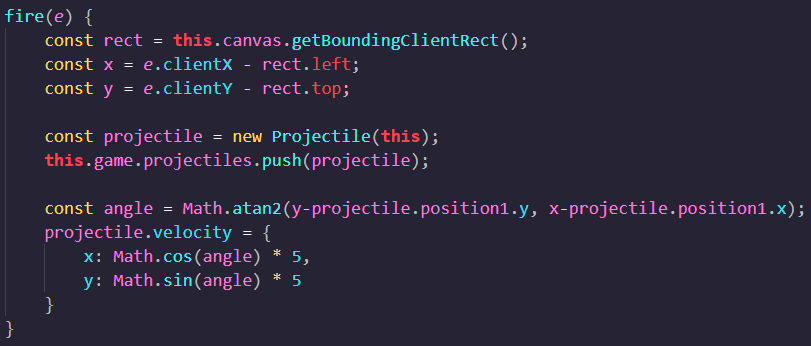 fire(e) {
    const rect = this.canvas.getBoundingClientRect();
    const x = e.clientX - rect.left;
    const y = e.clientY - rect.top;

    const projectile = new Projectile(this);
    this.game.projectiles.push(projectile);

    const angle = Math.atan2(y-projectile.position1.y, x-projectile.position1.x);
    projectile.velocity = {
        x: Math.cos(angle) * 5,
        y: Math.sin(angle) * 5
    }
}